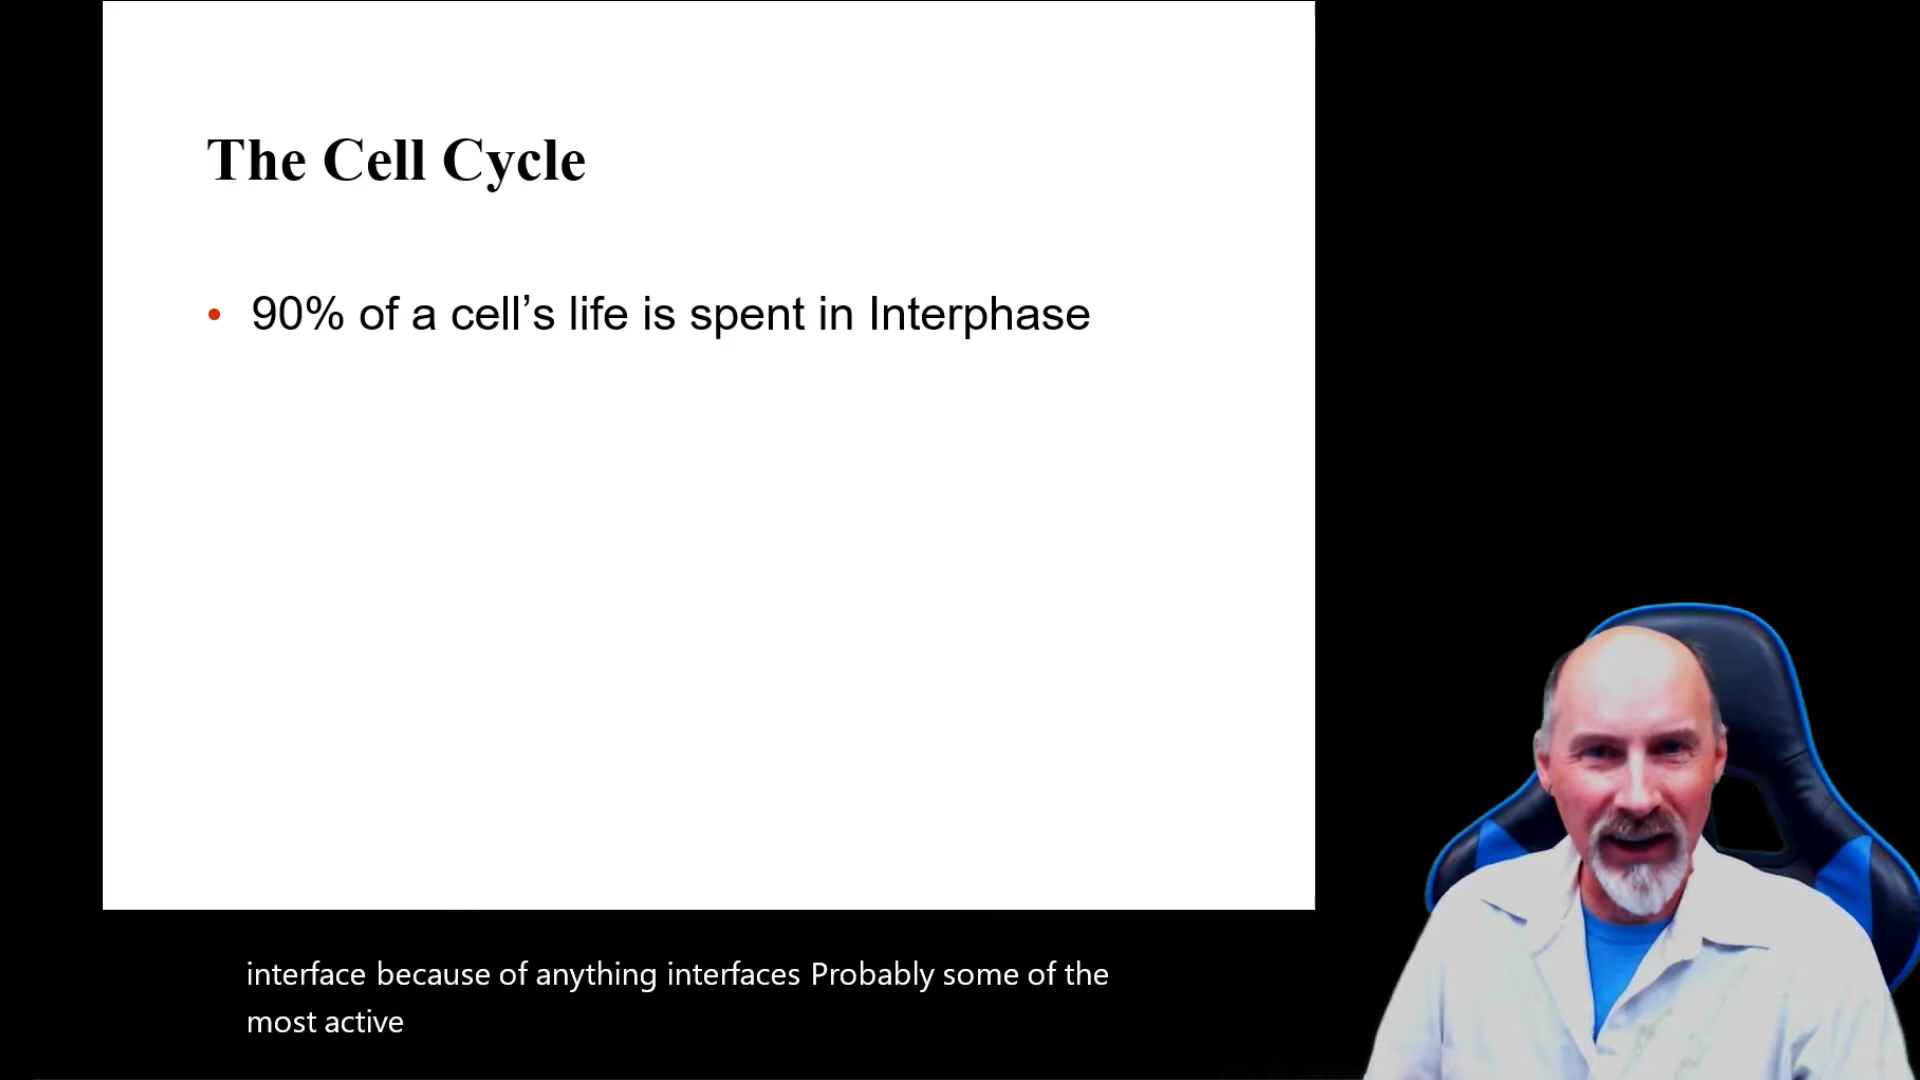 The Cell Cycle
• 90% of a cell’s life is spent in Interphase
interface because of anything interfaces Probably some of the
most active